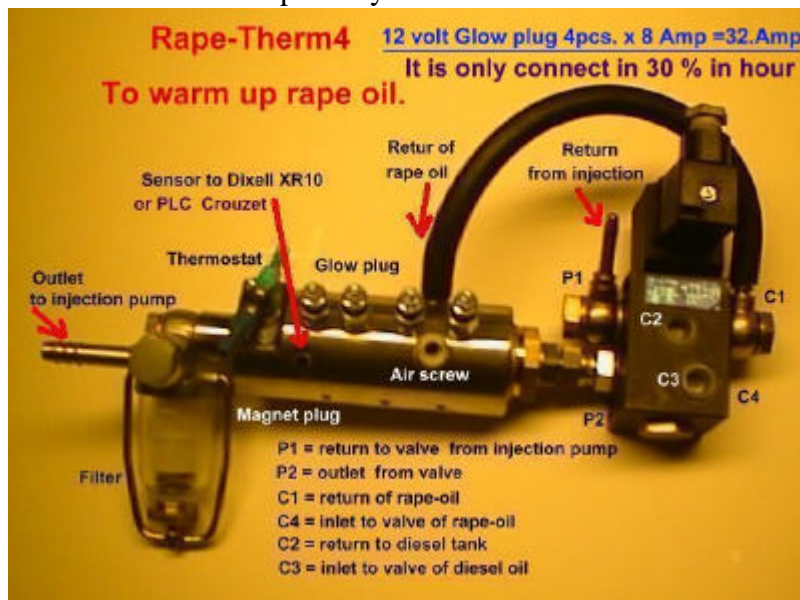 Rape-Therm4
12 volt Glow plug 4pcs. x 8 Amp =32.Amp
It is only connect in 30 % in hour
To warm up rape oil.
Retur of
rape oil
Return
from injection
Sensor to Dixell XR10
or PLC Crouzet
Thermostat
Glow plug
Outlet
to injection pump
P1
C1
C2
Air screw
C3
C4
Magnet plug
P2
Filter
P1 = return to valve from injection pump
P2 = outlet from valve
C1 = return of rape-oil
C4 = inlet to valve of rape-oil
C2 = return to diesel tank
C3 = inlet to valve of diesel oil